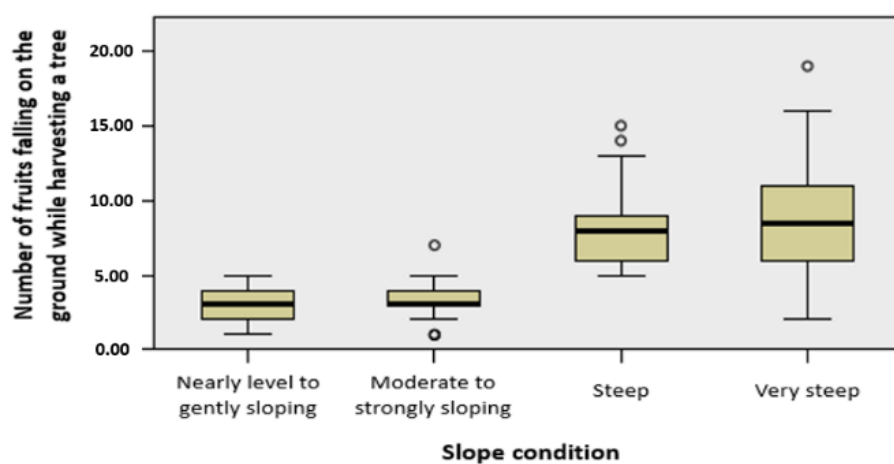 Number of fruits falling on the
ground while harvesting a tree
20.00
15.00
10.00
5.00
0.00
Nearly level to
gently sloping
Moderate to
strongly sloping
Steep
Very steep
Slope condition